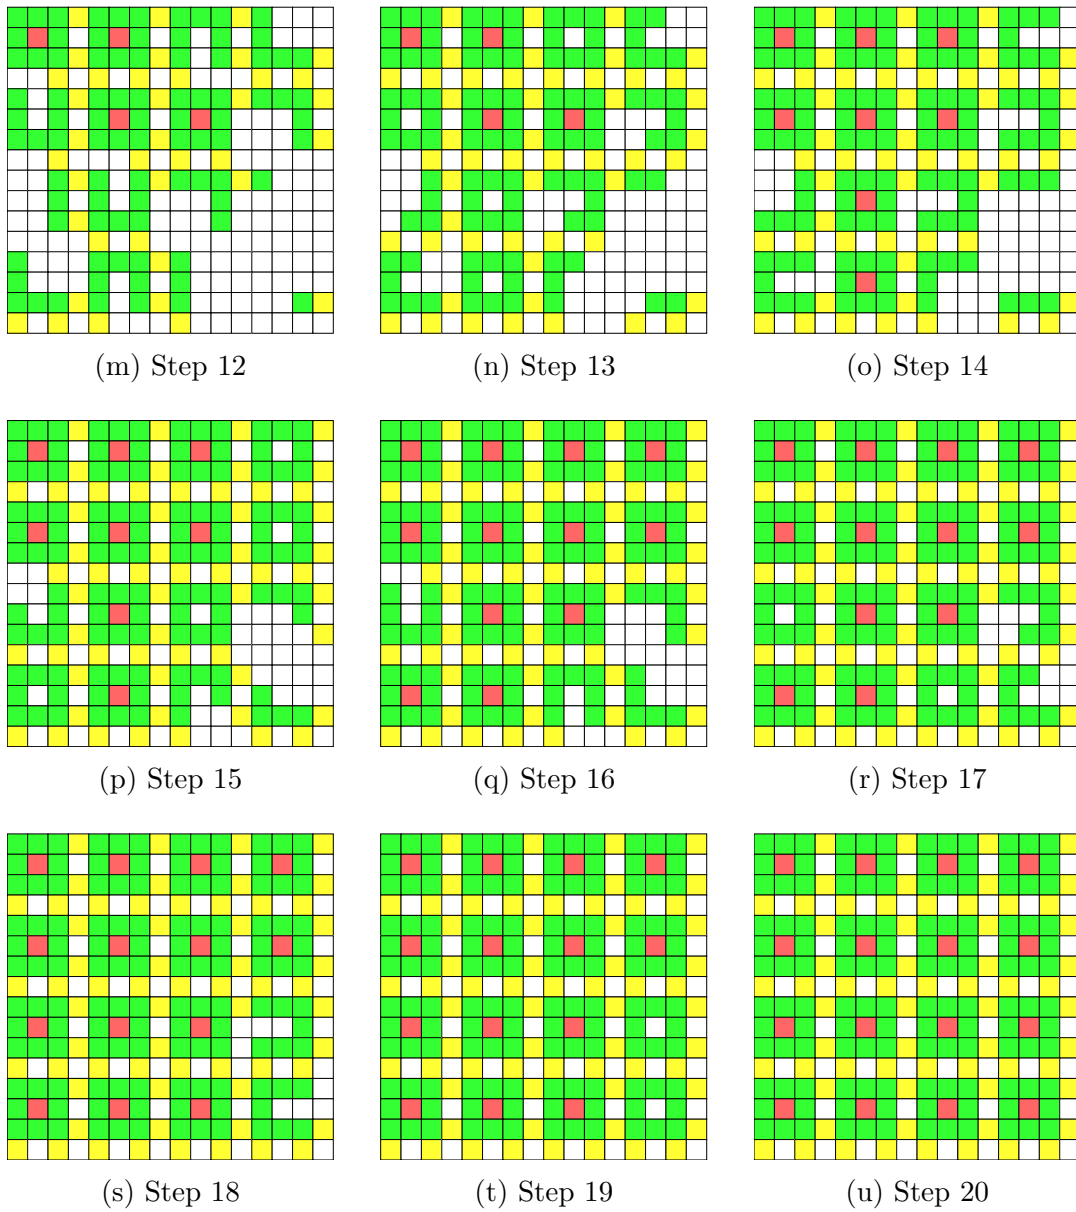 (m) Step 12
(n) Step 13
(o) Step 14
(p) Step 15
(q) Step 16
(r) Step 17
(s) Step 18
(t) Step 19
(u) Step 20